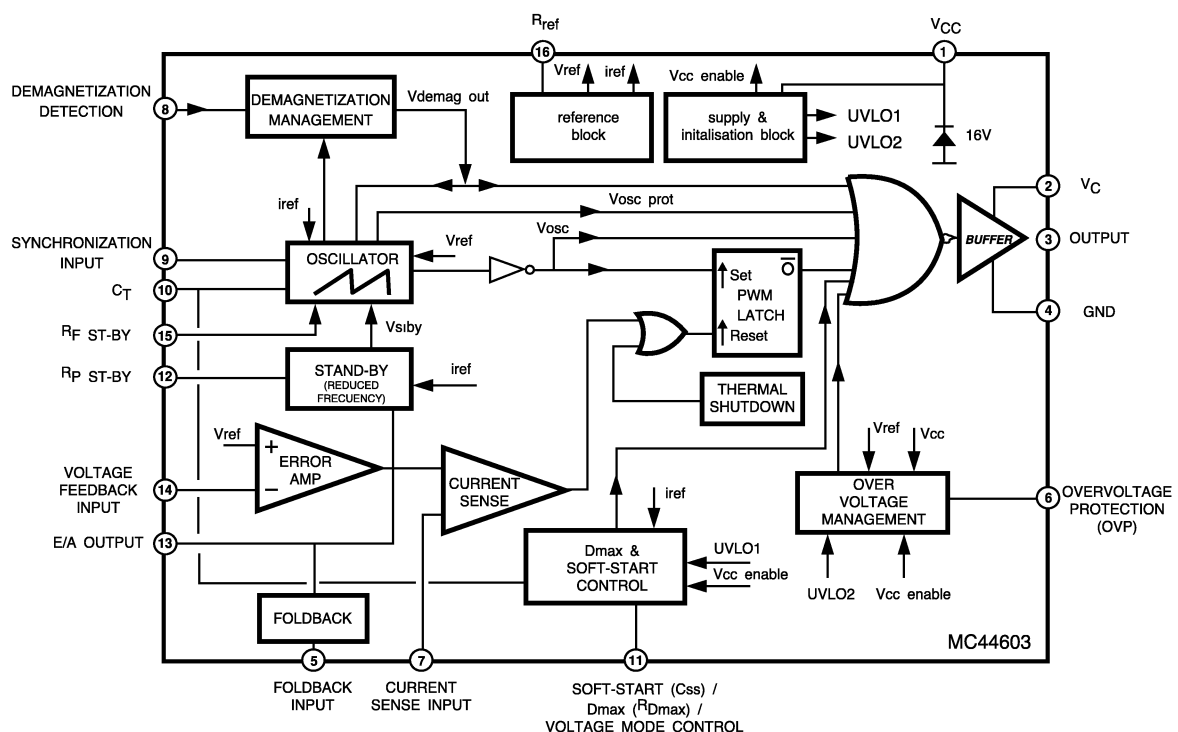 Rref
VCC
16
1
DEMAGNETIZATION
DETECTION
8
DEMAGNETIZATION
MANAGEMENT
Vdemag out
Vref
iref
reference
block
Vcc enable
supply &
initalisation block
UVLO1
UVLO2
16V
2
VC
iref
Vosc prot
SYNCHRONIZATION
INPUT
9
OSCILLATOR
Vref
Vosc
BUFFER
3
OUTPUT
CT
10
Set
Q
PWM
LATCH
Reset
4
GND
RF ST-BY
15
Vsıby
RP ST-BY
12
STAND-BY
(REDUCED
FRECUENCY)
iref
THERMAL
SHUTDOWN
Vref
+
−
ERROR
AMP
VOLTAGE
FEEDBACK
INPUT
14
CURRENT
SENSE
Vref
Vcc
OVER
VOLTAGE
MANAGEMENT
6
OVERVOLTAGE
PROTECTION
(OVP)
iref
E/A OUTPUT
13
Dmax &
SOFT-START
CONTROL
UVLO1
Vcc enable
UVLO2
Vcc enable
FOLDBACK
MC44603
5
7
11
FOLDBACK
INPUT
CURRENT
SENSE INPUT
SOFT-START (Css) /
Dmax (RDmax) /
VOLTAGE MODE CONTROL